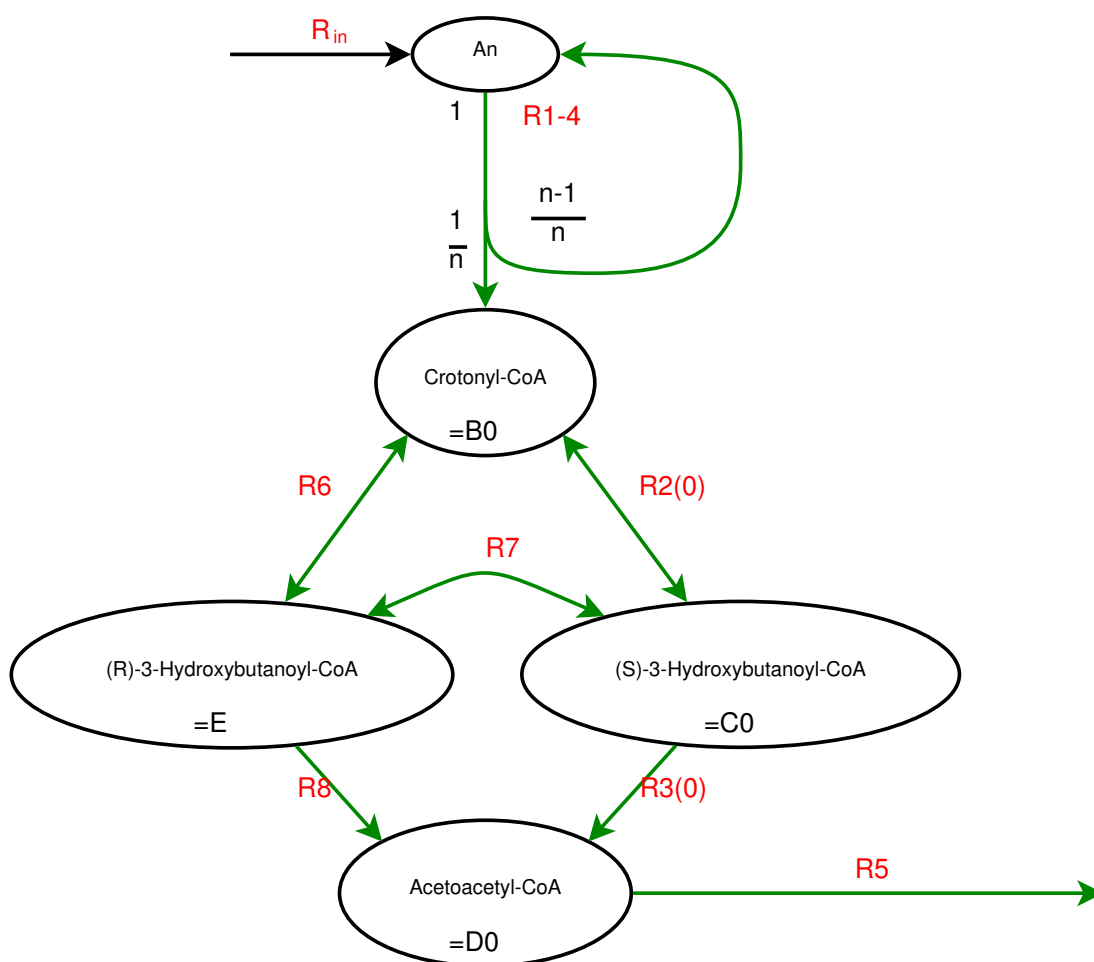 R in
An
1
R1-4
n-1
n
1
n
Crotonyl-CoA
=B0
R6
R2(0)
R7
(R)-3-Hydroxybutanoyl-CoA
=E
(S)-3-Hydroxybutanoyl-CoA
=C0
R8
R3(0)
Acetoacetyl-CoA
=D0
R5